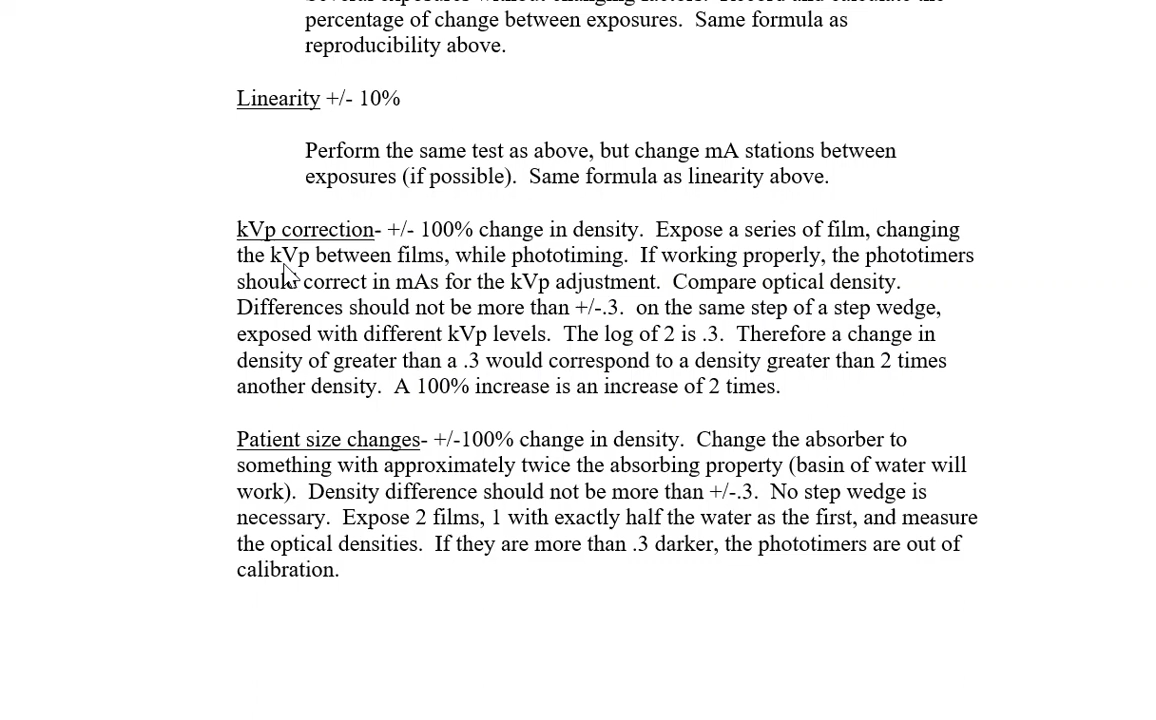 percentage of change between exposures.  Same formula as
reproducibility above.
Linearity +/- 10%
Perform the same test as above, but change mA stations between
exposures (if possible).  Same formula as linearity above.
kVp correction- +/- 100% change in density.  Expose a series of film, changing
the kVp between films, while phototiming.  If working properly, the phototimers
should correct in mAs for the kVp adjustment.  Compare optical density.
Differences should not be more than +/-.3.  on the same step of a step wedge,
exposed with different kVp levels.  The log of 2 is .3.  Therefore a change in
density of greater than a .3 would correspond to a density greater than 2 times
another density.  A 100% increase is an increase of 2 times.
Patient size changes- +/-100% change in density.  Change the absorber to
something with approximately twice the absorbing property (basin of water will
work).  Density difference should not be more than +/-.3.  No step wedge is
necessary.  Expose 2 films, 1 with exactly half the water as the first, and measure
the optical densities.  If they are more than .3 darker, the phototimers are out of
calibration.